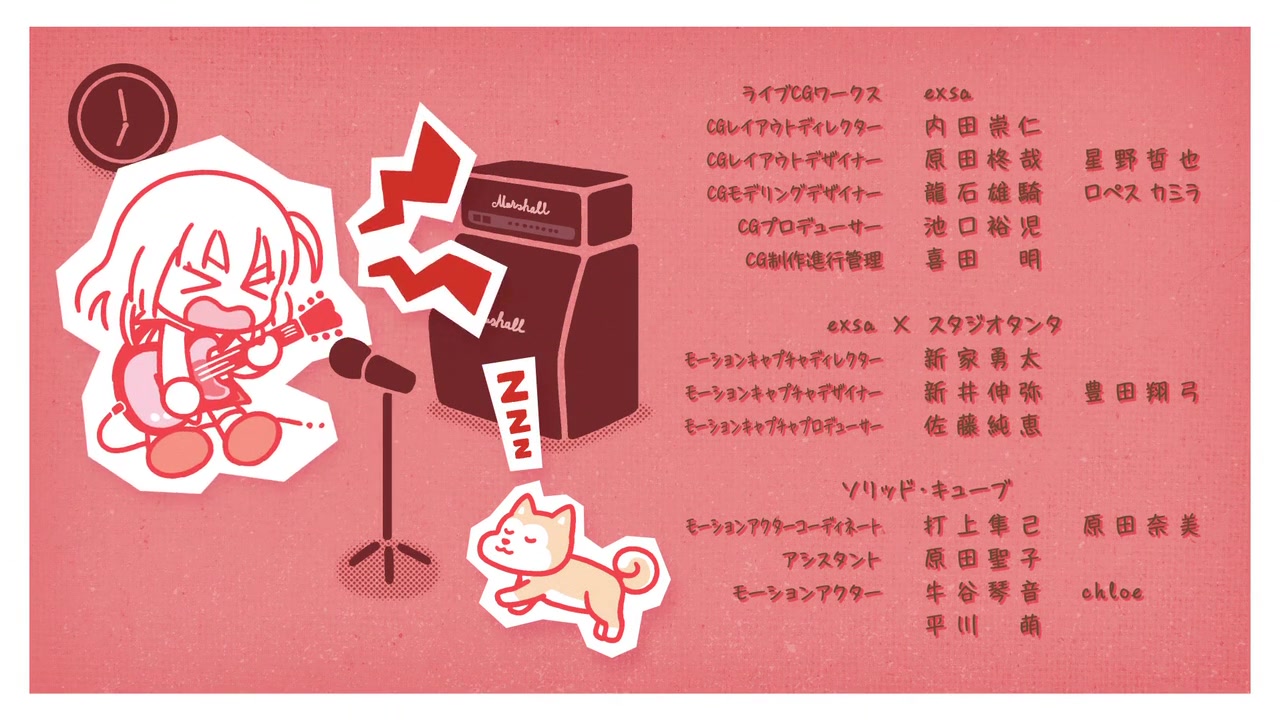 Marshall
shall
N
N
N
ライブCGワークス exsa
CGレイアウトディレクター 内田崇仁
CGレイアウトデザイナー 原田柊哉 星野哲也
CGモデリングデザイナー 龍石雄騎 ロペス カミラ
CGプロデューサー 池口裕児
CG制作進行管理 喜田 明
exsa × スタジオタンタ
モーションキャプチャディレクター 新家勇太
モーションキャプチャデザイナー 新井伸弥 豊田翔弓
モーションキャプチャプロデューサー 佐藤純恵
ソリッド・キューブ
モーションアクターコーディネート 打上隼己 原田奈美
アシスタント 原田聖子
モーションアクター 牛谷琴音 chloe
平川 萌